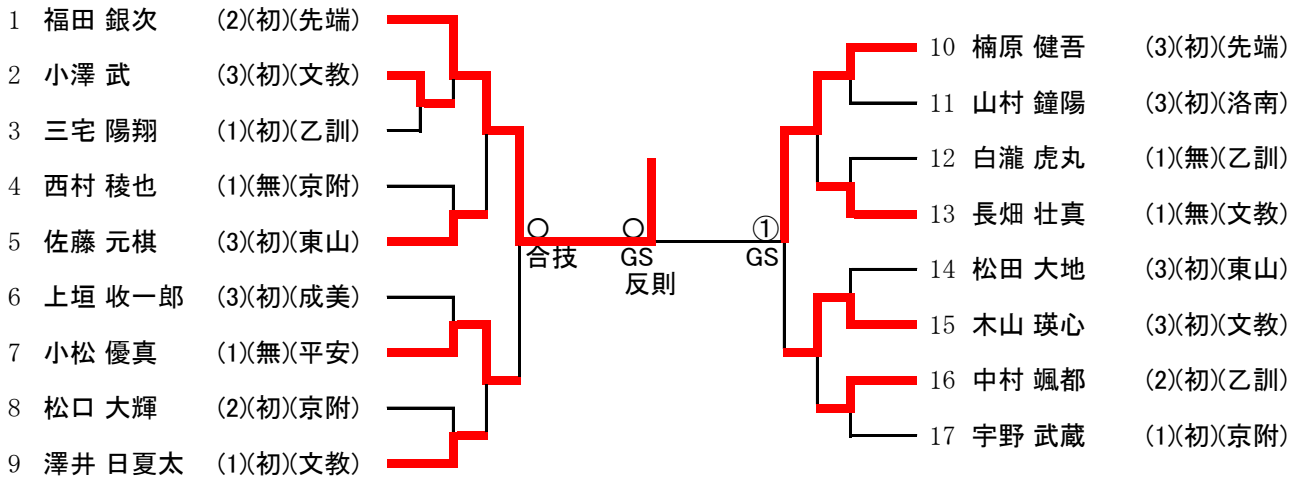 1 福田 銀次 (2)(初)(先端)
2 小澤 武 (3)(初)(文教)
3 三宅 陽翔 (1)(初)(乙訓)
4 西村 稜也 (1)(無)(京附)
5 佐藤 元棋 (3)(初)(東山)
6 上垣 收一郎 (3)(初)(成美)
7 小松 優真 (1)(無)(平安)
8 松口 大輝 (2)(初)(京附)
9 澤井 日夏太 (1)(初)(文教)
○ ○ ①
合技 GS GS
反則
10 楠原 健吾 (3)(初)(先端)
11 山村 鐘陽 (3)(初)(洛南)
12 白瀧 虎丸 (1)(無)(乙訓)
13 長畑 壮真 (1)(無)(文教)
14 松田 大地 (3)(初)(東山)
15 木山 瑛心 (3)(初)(文教)
16 中村 颯都 (2)(初)(乙訓)
17 宇野 武蔵 (1)(初)(京附)